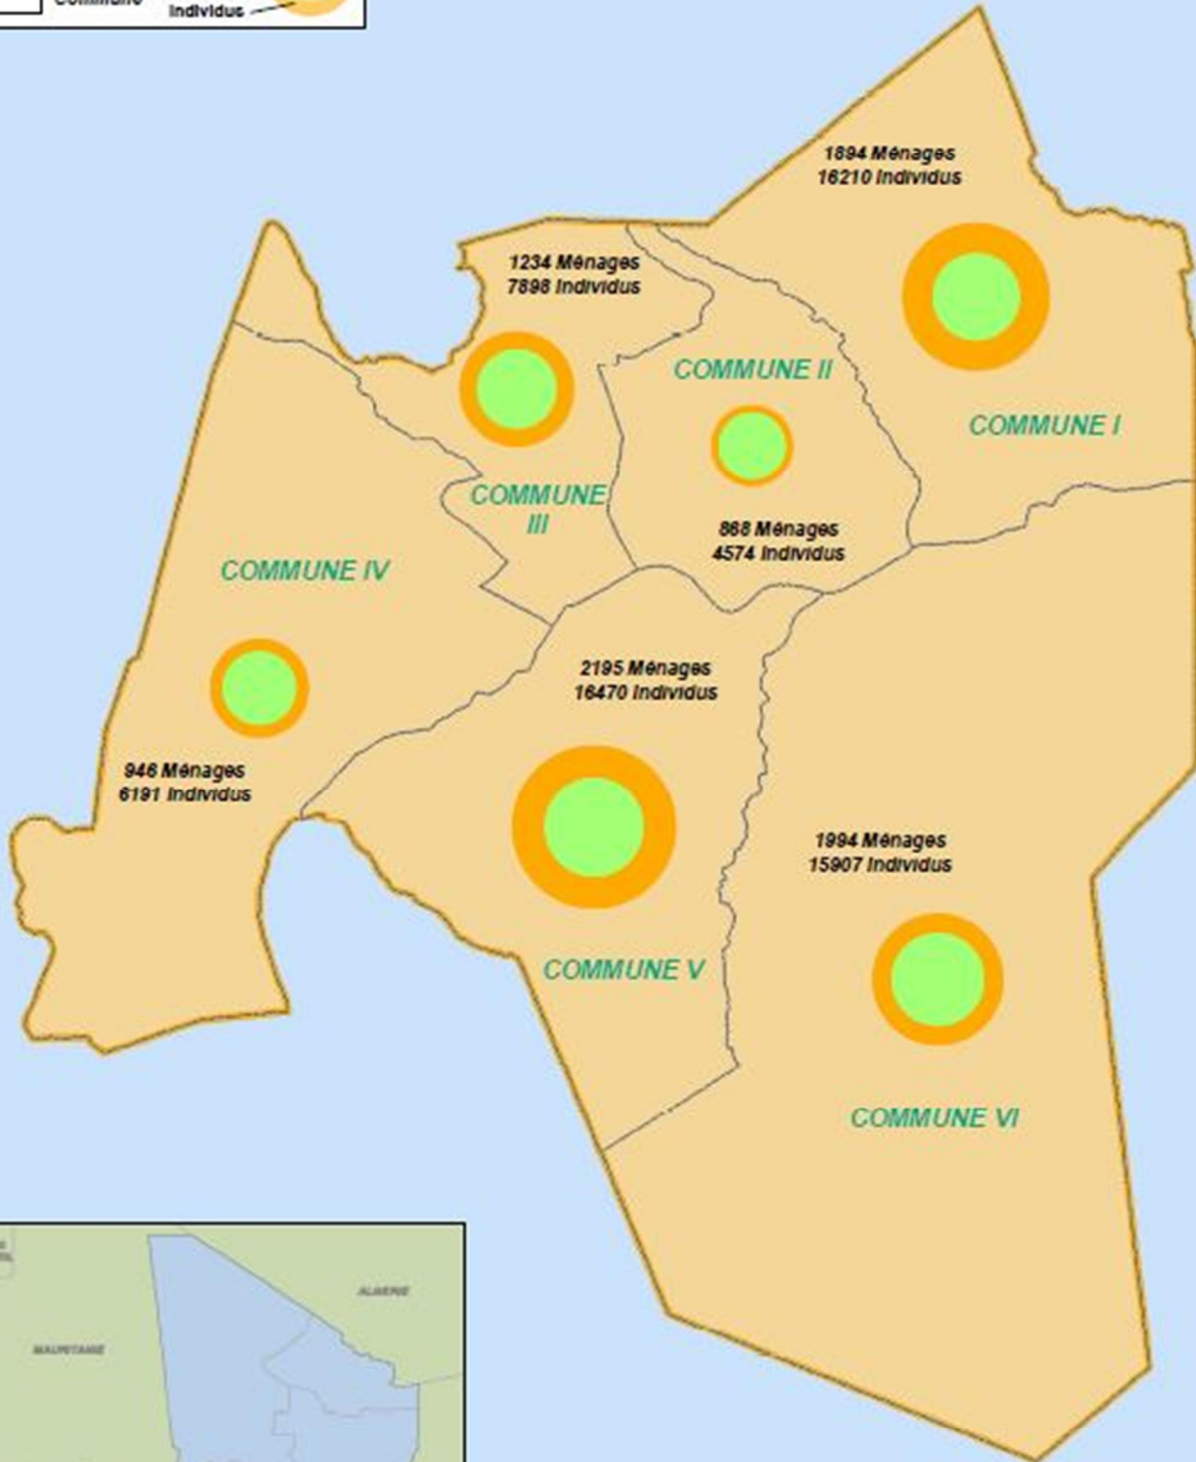 Commune
Individus
1894 Ménages
16210 Individus
1234 Ménages
7898 Individus
COMMUNE II
COMMUNE I
COMMUNE
III
868 Ménages
4574 Individus
COMMUNE IV
2195 Ménages
16470 Individus
946 Ménages
6191 Individus
1994 Ménages
15907 Individus
COMMUNE V
COMMUNE VI
ALGERIE
MAURITANIE